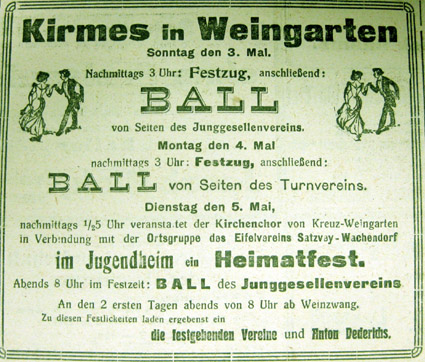 Kirmes in Weingarten
Sonntag den 3. Mai.
Nachmittags 3 Uhr: Festzug, anschließend:
BALL
von Seiten des Junggesellenvereins.
Montag den 4. Mai
nachmittags 3 Uhr: Festzug, anschließend:
BALL von Seiten des Turnvereins.
Dienstag den 5. Mai,
nachmittags 1/25 Uhr veranstaltet der Kirchenchor von Kreuz-Weingarten
in Verbindung mit der Ortsgruppe des Eifelvereins Satzvey-Wachendorf
im Jugendheim ein Heimatfest.
Abends 8 Uhr im Festzeit: BALL des Junggesellenvereins
An den 2 ersten Tagen abends von 8 Uhr ab Weinzwang.
Zu diesen Festlickeiten laden ergebenst ein
die festgebenden Vereine und Anton Dederichs.